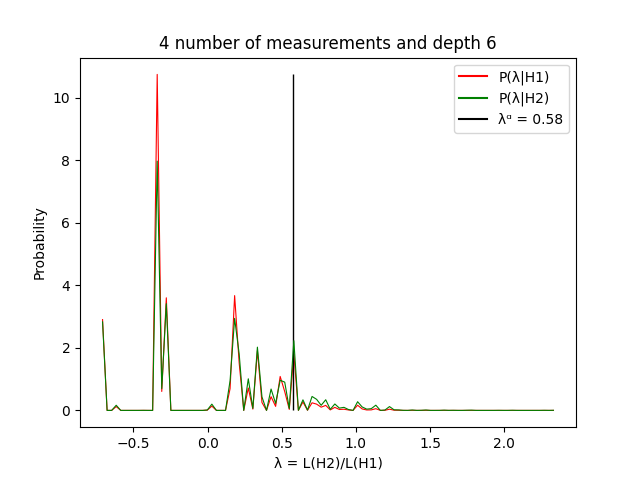 4 number of measurements and depth 6
P(λ|H1)
P(λ|H2)
λᵅ = 0.58
Probability
10
8
6
4
2
0
−0.5 0.0 0.5 1.0 1.5 2.0
λ = L(H2)/L(H1)